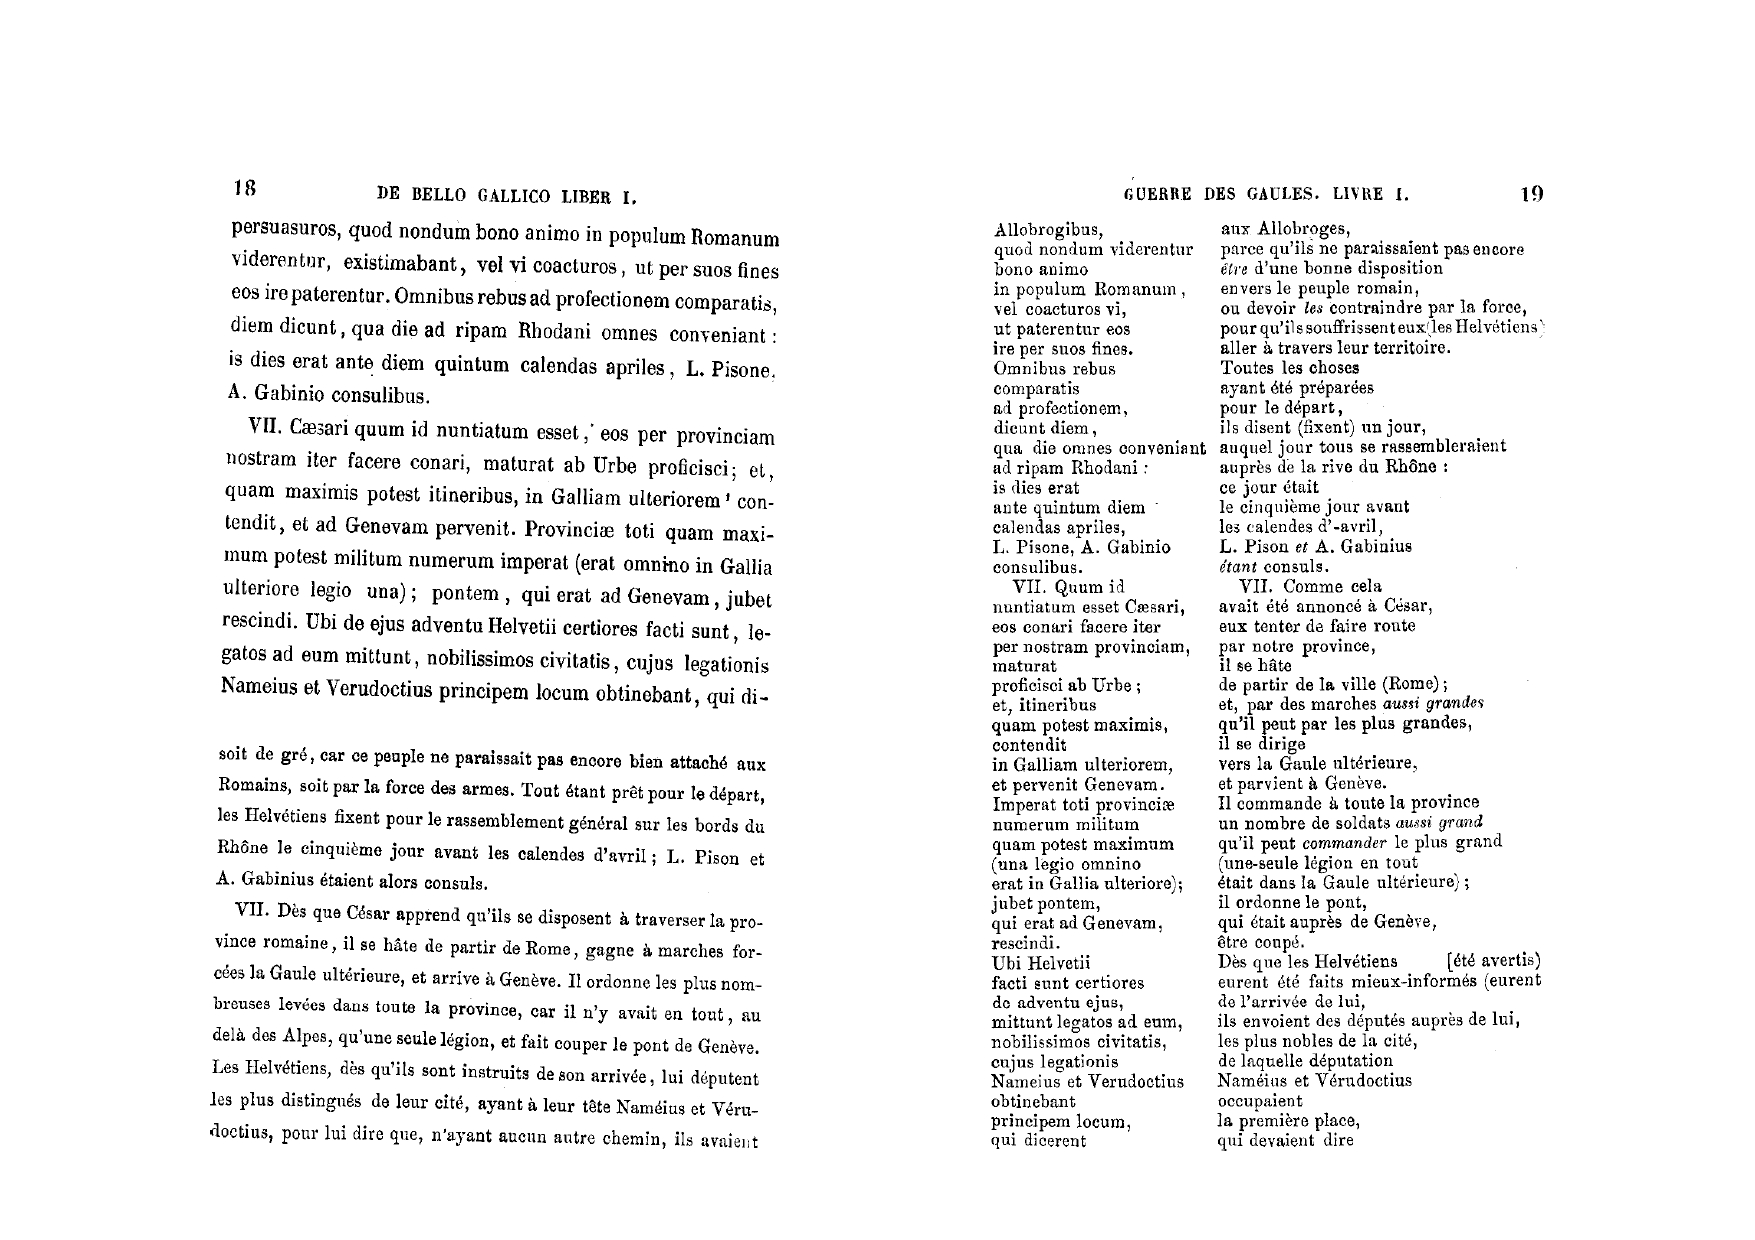 18
DE BELLO GALLICO LIBER I.
persuasuros, quod nondum bono animo in populum Romanum
viderentur, existimabant, vel vi coacturos, ut per suos fines
eos ire paterentur. Omnibus rebus ad profectionem comparatis,
diem dicunt, qua die ad ripam Rhodani omnes conveniant :
is dies erat ante diem quintum calendas apriles, L. Pisone.
A. Gabinio consulibus.
VII. Cæsari quum id nuntiatum esset, eos per provinciam
nostram iter facere conari, maturat ab Urbe proficisci; et,
quam maximis potest itineribus, in Galliam ulteriorem ¹ con-
tendit, et ad Genevam pervenit. Provinciæ toti quam maxi-
mum potest militum numerum imperat (erat omnino in Gallia
ulteriore legio una) ; pontem, qui erat ad Genevam, jubet
rescindi. Ubi de ejus adventu Helvetii certiores facti sunt, le-
gatos ad eum mittunt, nobilissimos civitatis, cujus legationis
Nameius et Verudoctius principem locum obtinebant, qui di-
soit de gré, car ce peuple ne paraissait pas encore bien attaché aux
Romains, soit par la force des armes. Tout étant prêt pour le départ,
les Helvétiens fixent pour le rassemblement général sur les bords du
Rhône le cinquième jour avant les calendes d'avril ; L. Pison et
A. Gabinius étaient alors consuls.
VII. Dès que César apprend qu'ils se disposent à traverser la pro-
vince romaine, il se hâte de partir de Rome, gagne à marches for-
cées la Gaule ultérieure, et arrive à Genève. Il ordonne les plus nom-
breuses levées dans toute la province, car il n'y avait en tout, au
delà des Alpes, qu'une seule légion, et fait couper le pont de Genève.
Les Helvétiens, dès qu'ils sont instruits de son arrivée, lui députent
les plus distingués de leur cité, ayant à leur tête Naméius et Véru-
doctius, pour lui dire que, n'ayant aucun autre chemin, ils avaient
GUERRE DES GAULES. LIVRE I.
19
Allobrogibus,
quod nondum viderentur
bono animo
in populum Romanum,
vel coacturos vi,
ut paterentur eos
ire per suos fines.
Omnibus rebus
comparatis
ad profectionem,
dicunt diem,
qua die omnes conveniant
ad ripam Rhodani :
is dies erat
ante quintum diem
calendas apriles,
L. Pisone, A. Gabinio
consulibus.
VII. Quum id
nuntiatum esset Cæsari,
eos conari facere iter
per nostram provinciam,
maturat
proficisci ab Urbe ;
et, itineribus
quam potest maximis,
contendit
in Galliam ulteriorem,
et pervenit Genevam.
Imperat toti provinciæ
numerum militum
quam potest maximum
(una legio omnino
erat in Gallia ulteriore);
jubet pontem,
qui erat ad Genevam,
rescindi.
Ubi Helvetii
facti sunt certiores
de adventu ejus,
mittunt legatos ad eum,
nobilissimos civitatis,
cujus legationis
Nameius et Verudoctius
obtinebant
principem locum,
qui dicerent
aux Allobroges,
parce qu'ils ne paraissaient pas encore
être d'une bonne disposition
envers le peuple romain,
ou devoir les contraindre par la force,
pour qu'ils souffrissent eux (les Helvétiens)
aller à travers leur territoire.
Toutes les choses
ayant été préparées
pour le départ,
ils disent (fixent) un jour,
auquel jour tous se rassembleraient
auprès de la rive du Rhône :
ce jour était
le cinquième jour avant
les calendes d'-avril,
L. Pison et A. Gabinius
étant consuls.
VII. Comme cela
avait été annoncé à César,
eux tenter de faire route
par notre province,
il se hâte
de partir de la ville (Rome) ;
et, par des marches aussi grandes
qu'il peut par les plus grandes,
il se dirige
vers la Gaule ultérieure,
et parvient à Genève.
Il commande à toute la province
un nombre de soldats aussi grand
qu'il peut commander le plus grand
(une-seule légion en tout
était dans la Gaule ultérieure) ;
il ordonne le pont,
qui était auprès de Genève,
être coupé.
Dès que les Helvétiens [été avertis)
eurent été faits mieux-informés (eurent
de l'arrivée de lui,
ils envoient des députés auprès de lui,
les plus nobles de la cité,
de laquelle députation
Naméius et Vérudoctius
occupaient
la première place,
qui devaient dire